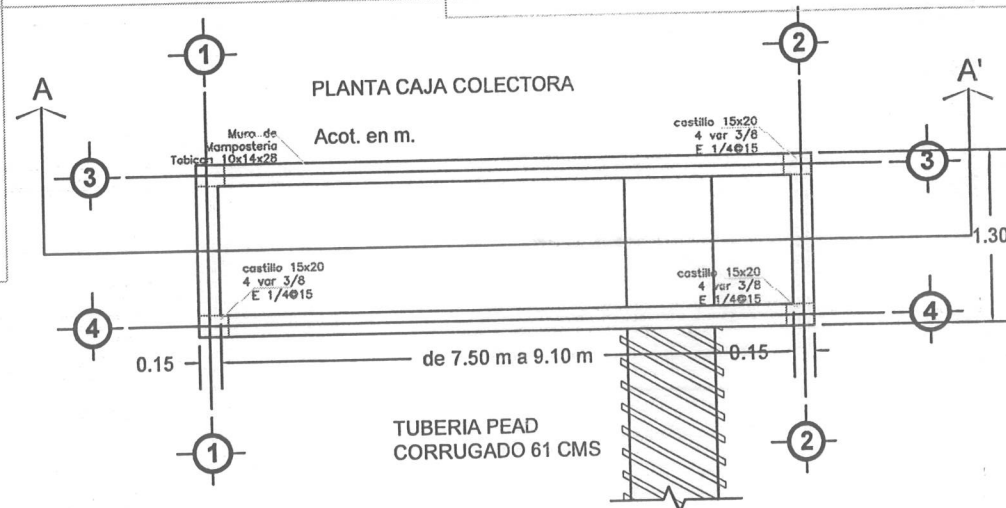 1
2
PLANTA CAJA COLECTORA
A
A'
Muro de
Mamposteria
Tabicon 10x14x28
Acot. en m.
castillo 15x20
4 var 3/8
E 1/4@15
3
3
1.30
castillo 15x20
4 var 3/8
E 1/4@15
castillo 15x20
4 var 3/8
E 1/4@15
4
4
0.15
de 7.50 m a 9.10 m
0.15
TUBERIA PEAD
CORRUGADO 61 CMS
1
2